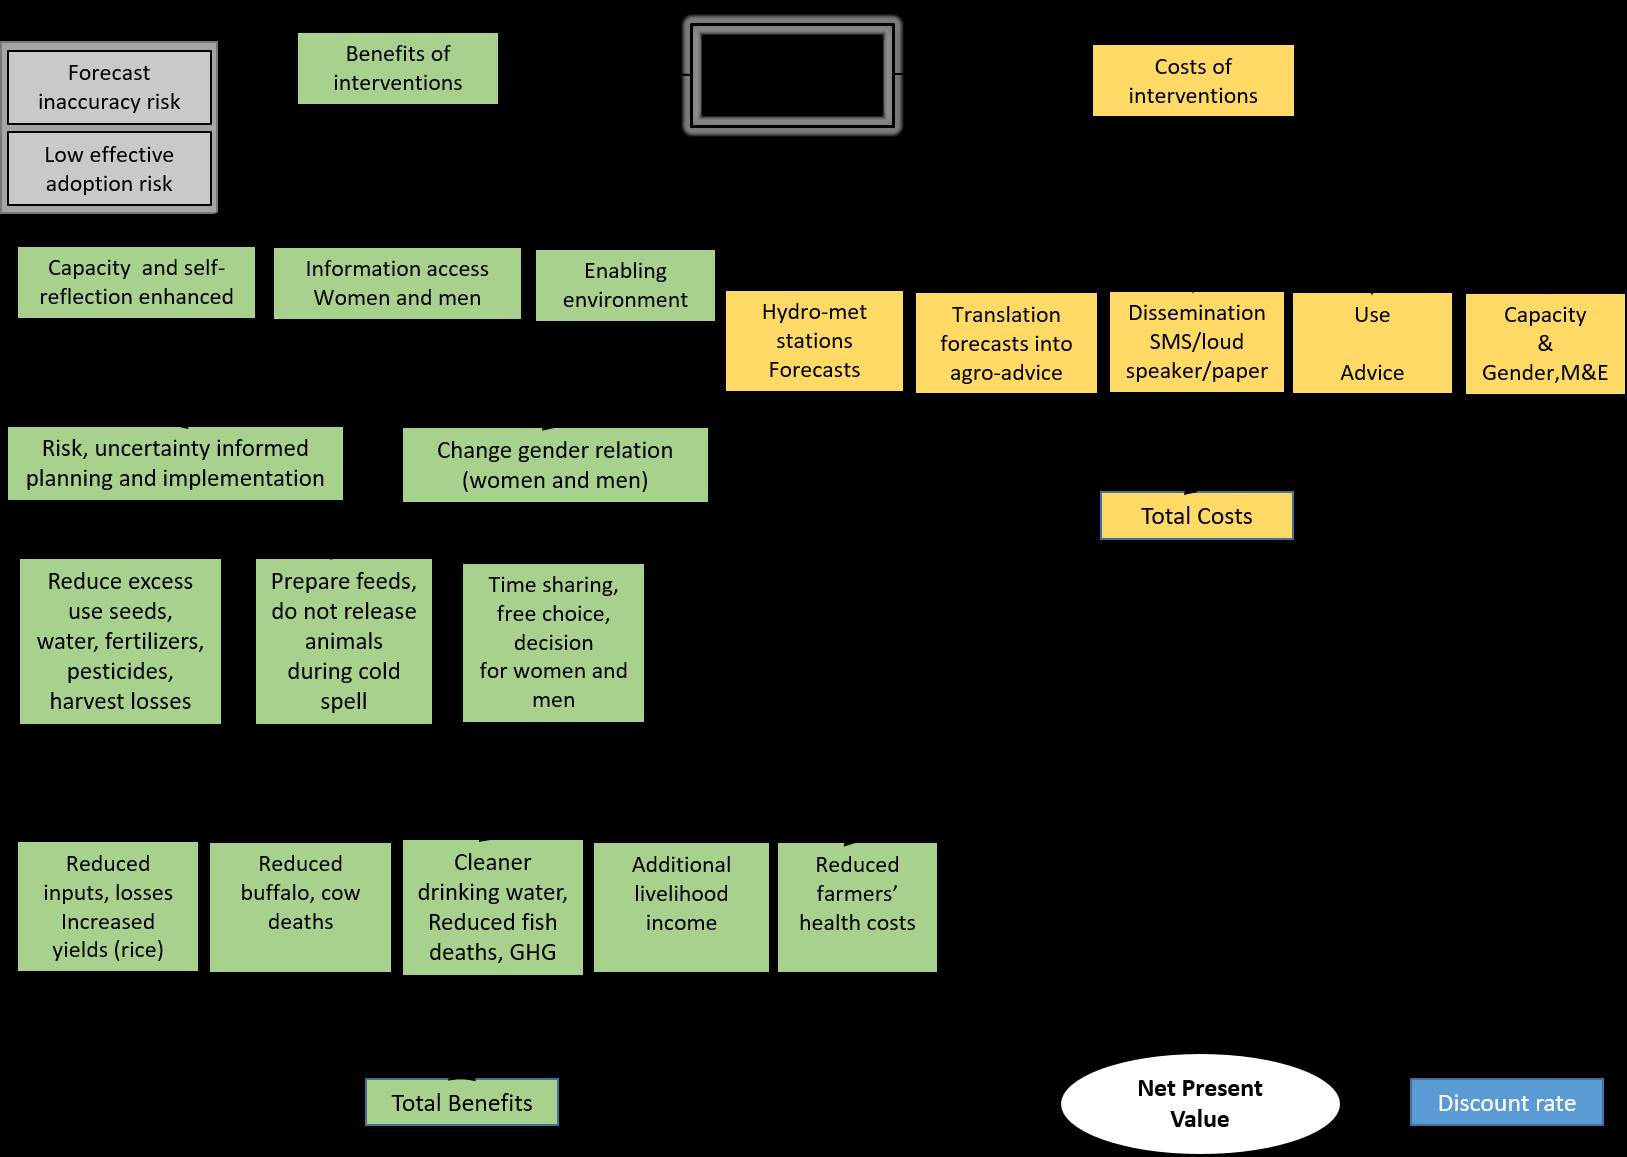 Forecast
inaccuracy risk
Low effective
adoption risk
Benefits of
interventions
Costs of
interventions
Capacity  and self-
reflection enhanced
Information access
Women and men
Enabling
environment
Hydro-met
stations
Forecasts
Translation
forecasts into
agro-advice
Dissemination
SMS/loud
speaker/paper
Use
Advice
Capacity
&
Gender,M&E
Risk, uncertainty informed
planning and implementation
Change gender relation
(women and men)
Total Costs
Reduce excess
use seeds,
water, fertilizers,
pesticides,
harvest losses
Prepare feeds,
do not release
animals
during cold
spell
Time sharing,
free choice,
decision
for women and
men
Reduced
inputs, losses
Increased
yields (rice)
Reduced
buffalo, cow
deaths
Cleaner
drinking water,
Reduced fish
deaths, GHG
Additional
livelihood
income
Reduced
farmers’
health costs
Total Benefits
Net Present
Value
Discount rate